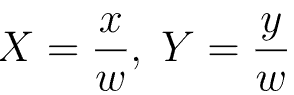 X = x/w, Y = y/w